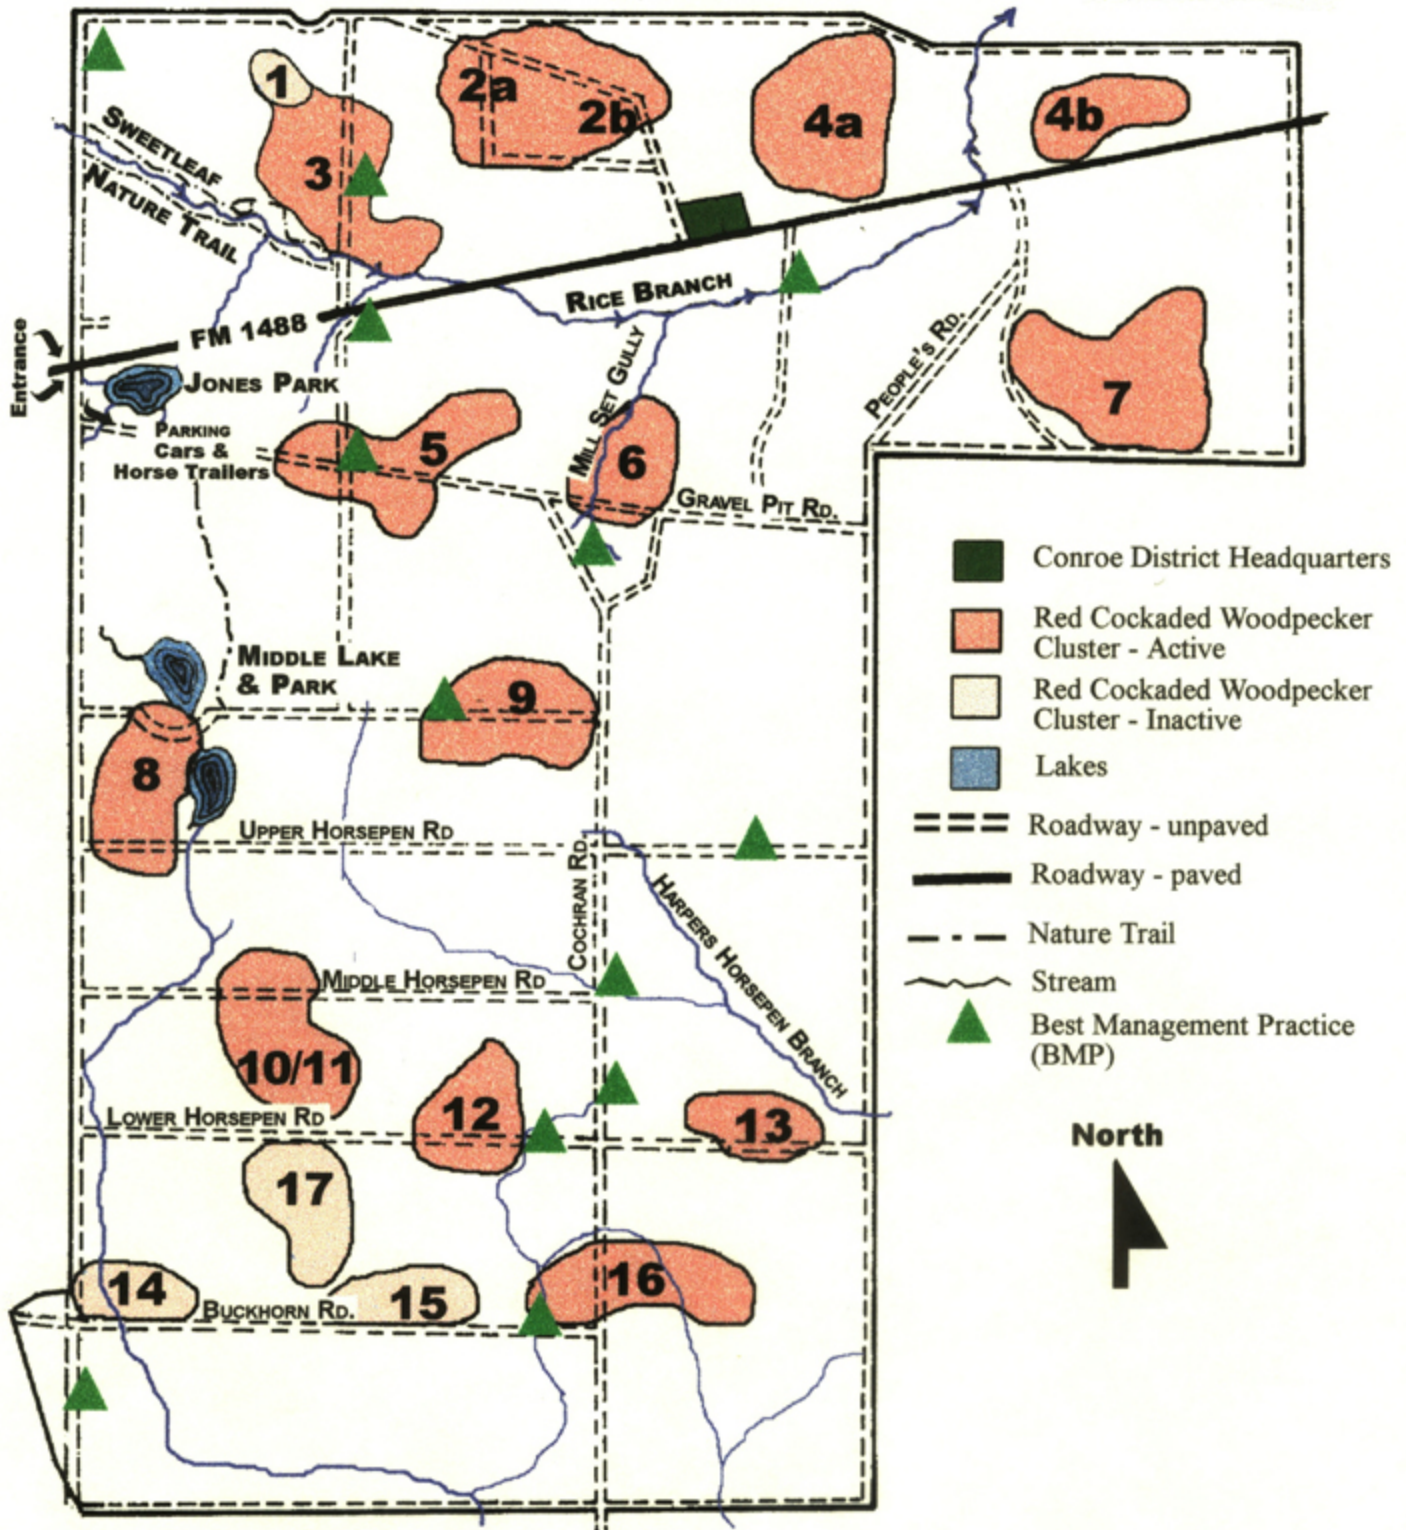 1
2a
2b
4a
4b
SWEETLEAF
NATURE TRAIL
3
RICE BRANCH
FM 1488
Entrance
JONES PARK
PARKING
CARS &
HORSE TRAILERS
MILL SET GULLY
PEOPLE'S RD.
7
5
6
GRAVEL PIT RD.
Conroe District Headquarters
Red Cockaded Woodpecker
Cluster - Active
Red Cockaded Woodpecker
Cluster - Inactive
Lakes
Roadway - unpaved
Roadway - paved
Nature Trail
Stream
Best Management Practice
(BMP)
MIDDLE LAKE
& PARK
9
8
UPPER HORSEPEN RD
COCHRAN RD.
HARPERS HORSEPEN BRANCH
MIDDLE HORSEPEN RD
10/11
LOWER HORSEPEN RD
12
13
North
17
14
BUCKHORN RD.
15
16